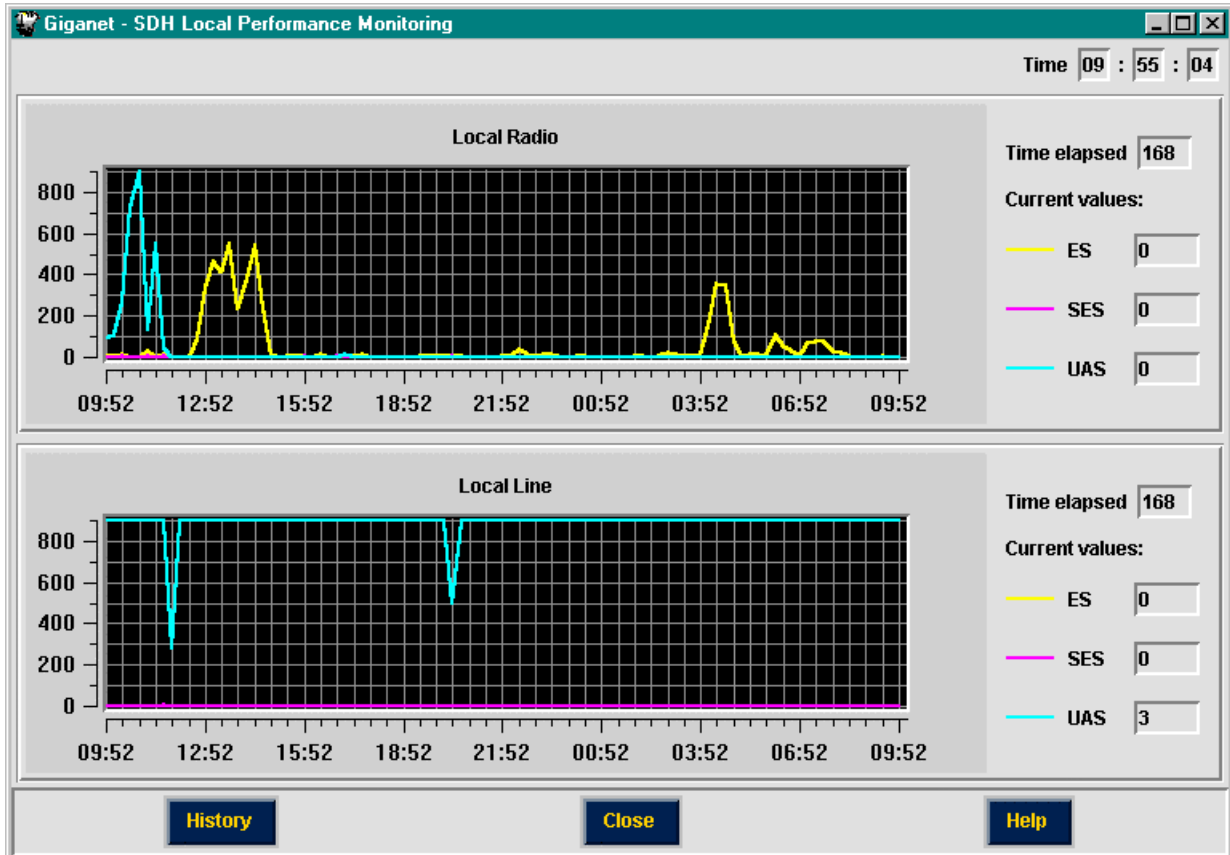 Giganet - SDH Local Performance Monitoring
Time 09 : 55 : 04
Local Radio
800
600
400
200
0
09:52 12:52 15:52 18:52 21:52 00:52 03:52 06:52 09:52
Time elapsed 168
Current values:
ES 0
SES 0
UAS 0
Local Line
800
600
400
200
0
09:52 12:52 15:52 18:52 21:52 00:52 03:52 06:52 09:52
Time elapsed 168
Current values:
ES 0
SES 0
UAS 3
History Close Help